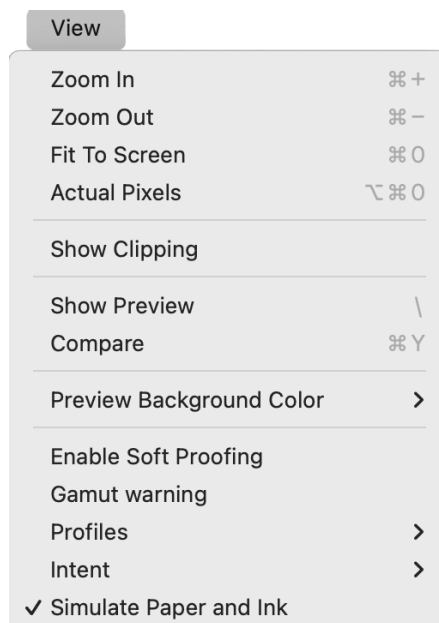 View
Zoom In ⌘+
Zoom Out ⌘−
Fit To Screen ⌘0
Actual Pixels ⌥⌘0
Show Clipping
Show Preview \
Compare ⌘Y
Preview Background Color >
Enable Soft Proofing
Gamut warning
Profiles >
Intent >
✓ Simulate Paper and Ink